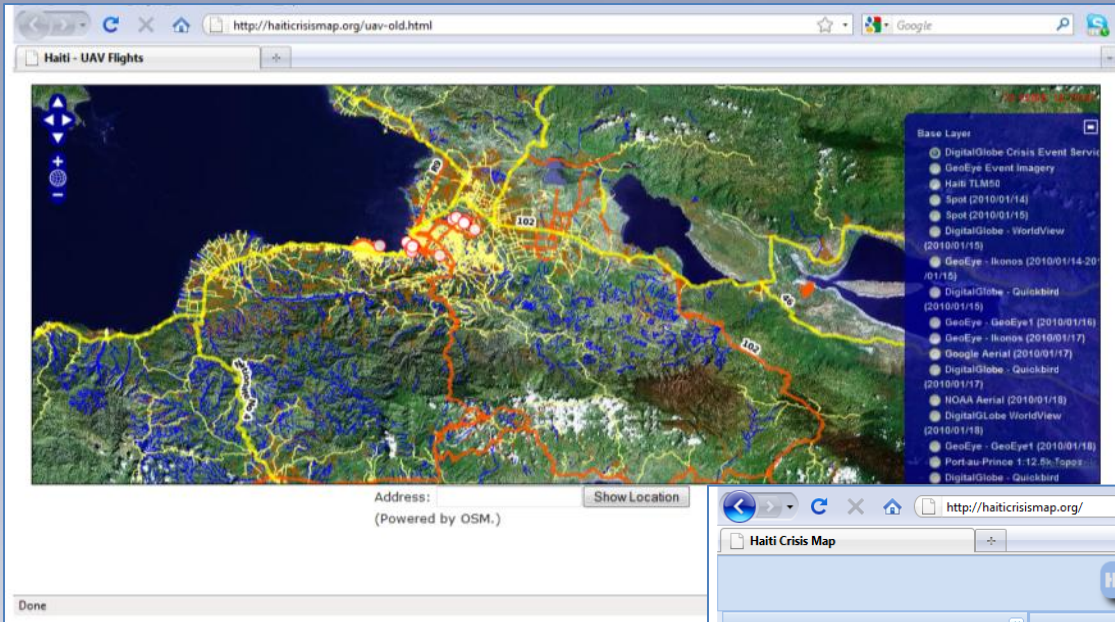 http://haiticrisismap.org/uav-old.html
Google
Haiti - UAV Flights
Base Layer
DigitalGlobe Crisis Event Servic
GeoEye Event Imagery
Haiti TLM50
Spot (2010/01/14)
Spot (2010/01/15)
DigitalGlobe - WorldView
(2010/01/15)
GeoEye - Ikonos (2010/01/14-201
/01/15)
DigitalGlobe - Quickbird
(2010/01/15)
GeoEye - GeoEye1 (2010/01/16)
GeoEye - Ikonos (2010/01/17)
Google Aerial (2010/01/17)
DigitalGlobe - Quickbird
(2010/01/17)
NOAA Aerial (2010/01/18)
DigitalGLobe WorldView
(2010/01/18)
GeoEye - GeoEye1 (2010/01/18)
Port-au-Prince 1:12.5k Topos
DigitalGlobe - Quickbird
102
102
Address:
Show Location
(Powered by OSM.)
Done
http://haiticrisismap.org/
Haiti Crisis Map
H